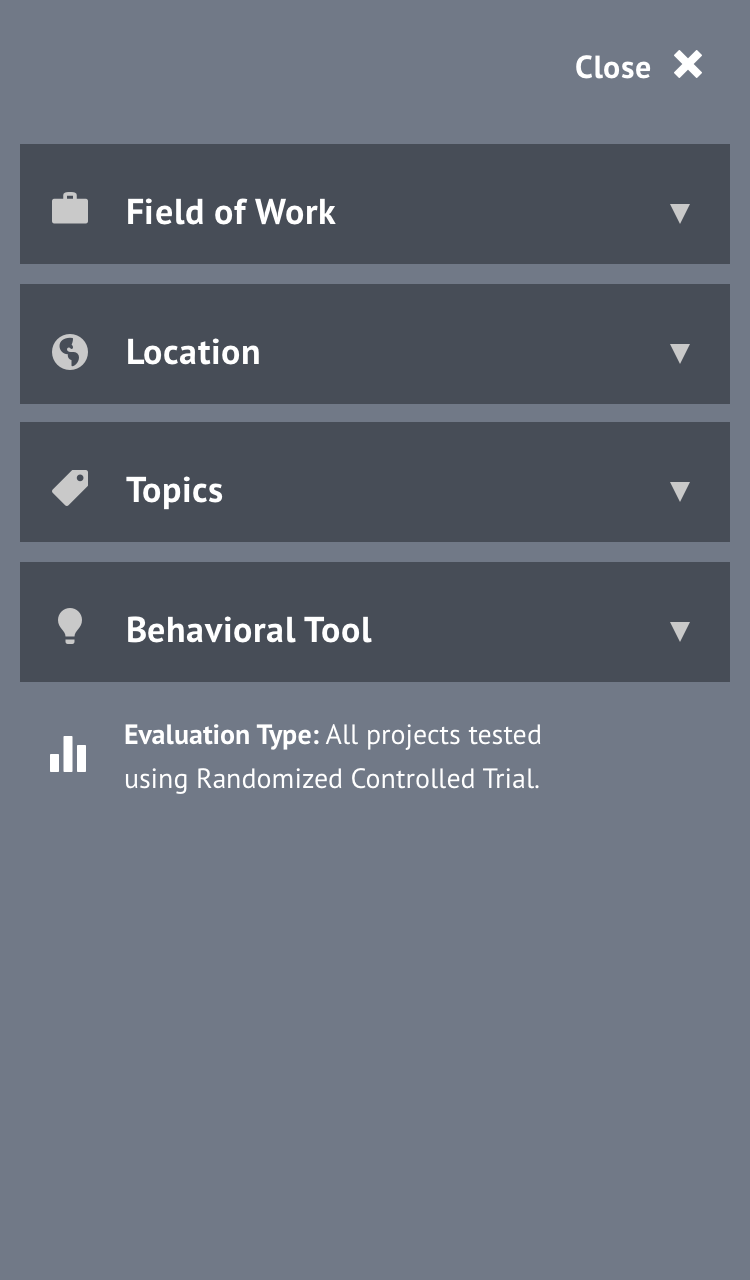 Close
Field of Work
Location
Topics
Behavioral Tool
Evaluation Type: All projects tested
using Randomized Controlled Trial.